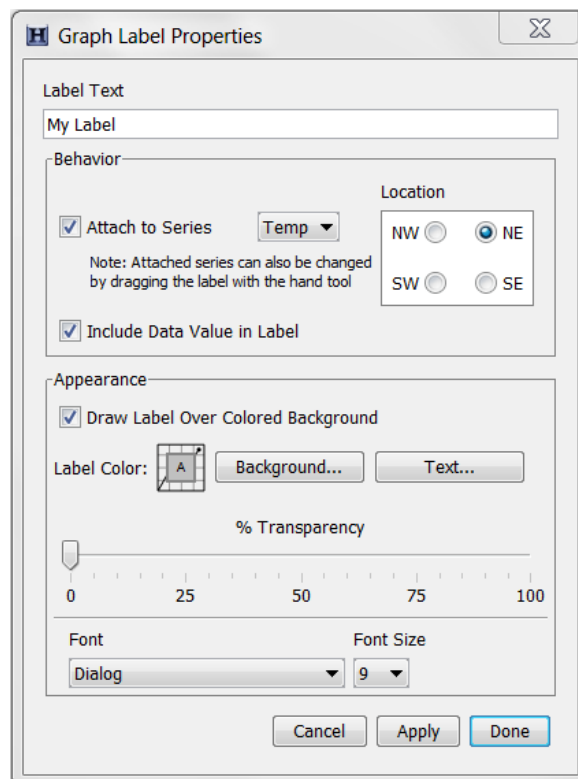 H Graph Label Properties
Label Text
My Label
Behavior
Location
Attach to Series Temp
NW NE
Note: Attached series can also be changed
by dragging the label with the hand tool
SW SE
Include Data Value in Label
Appearance
Draw Label Over Colored Background
Label Color: A Background... Text...
% Transparency
0 25 50 75 100
Font Font Size
Dialog 9
Cancel Apply Done